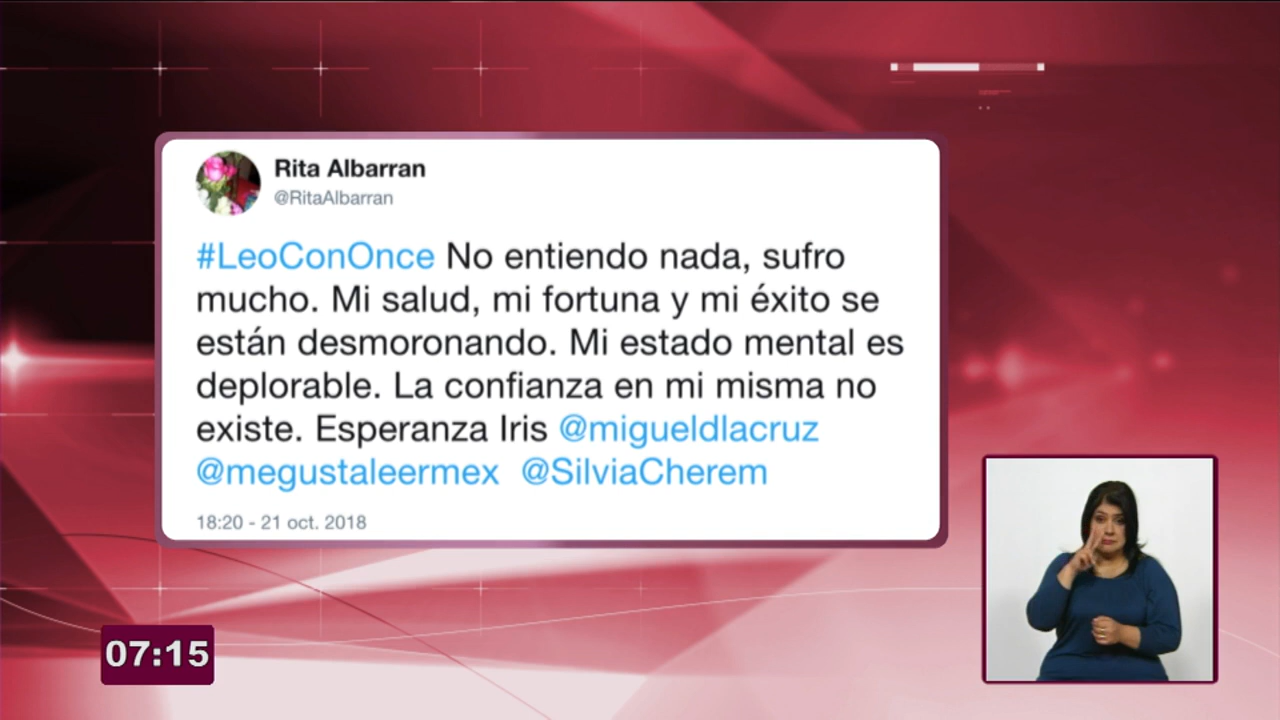 Rita Albarran
@RitaAlbarran
#LeoConOnce No entiendo nada, sufro
mucho. Mi salud, mi fortuna y mi éxito se
están desmoronando. Mi estado mental es
deplorable. La confianza en mi misma no
existe. Esperanza Iris @migueldlacruz
@megustaleermex @SilviaCherem
18:20 - 21 oct. 2018
07:15